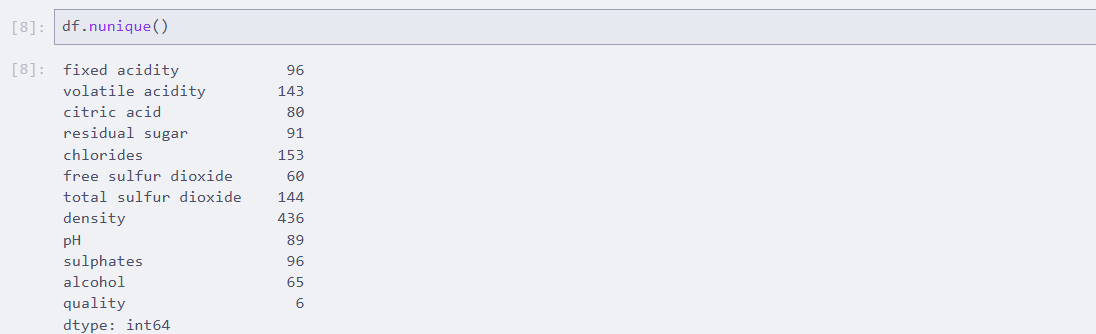 [8]: df.nunique()
[8]: fixed acidity 96
volatile acidity 143
citric acid 80
residual sugar 91
chlorides 153
free sulfur dioxide 60
total sulfur dioxide 144
density 436
pH 89
sulphates 96
alcohol 65
quality 6
dtype: int64